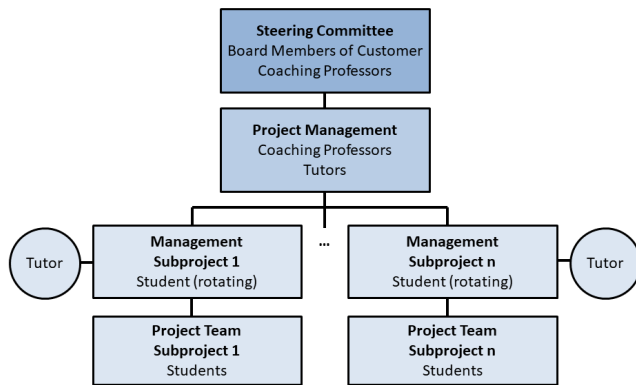 Steering Committee
Board Members of Customer
Coaching Professors
Project Management
Coaching Professors
Tutors
Tutor
Management
Subproject 1
Student (rotating)
...
Management
Subproject n
Student (rotating)
Tutor
Project Team
Subproject 1
Students
Project Team
Subproject n
Students